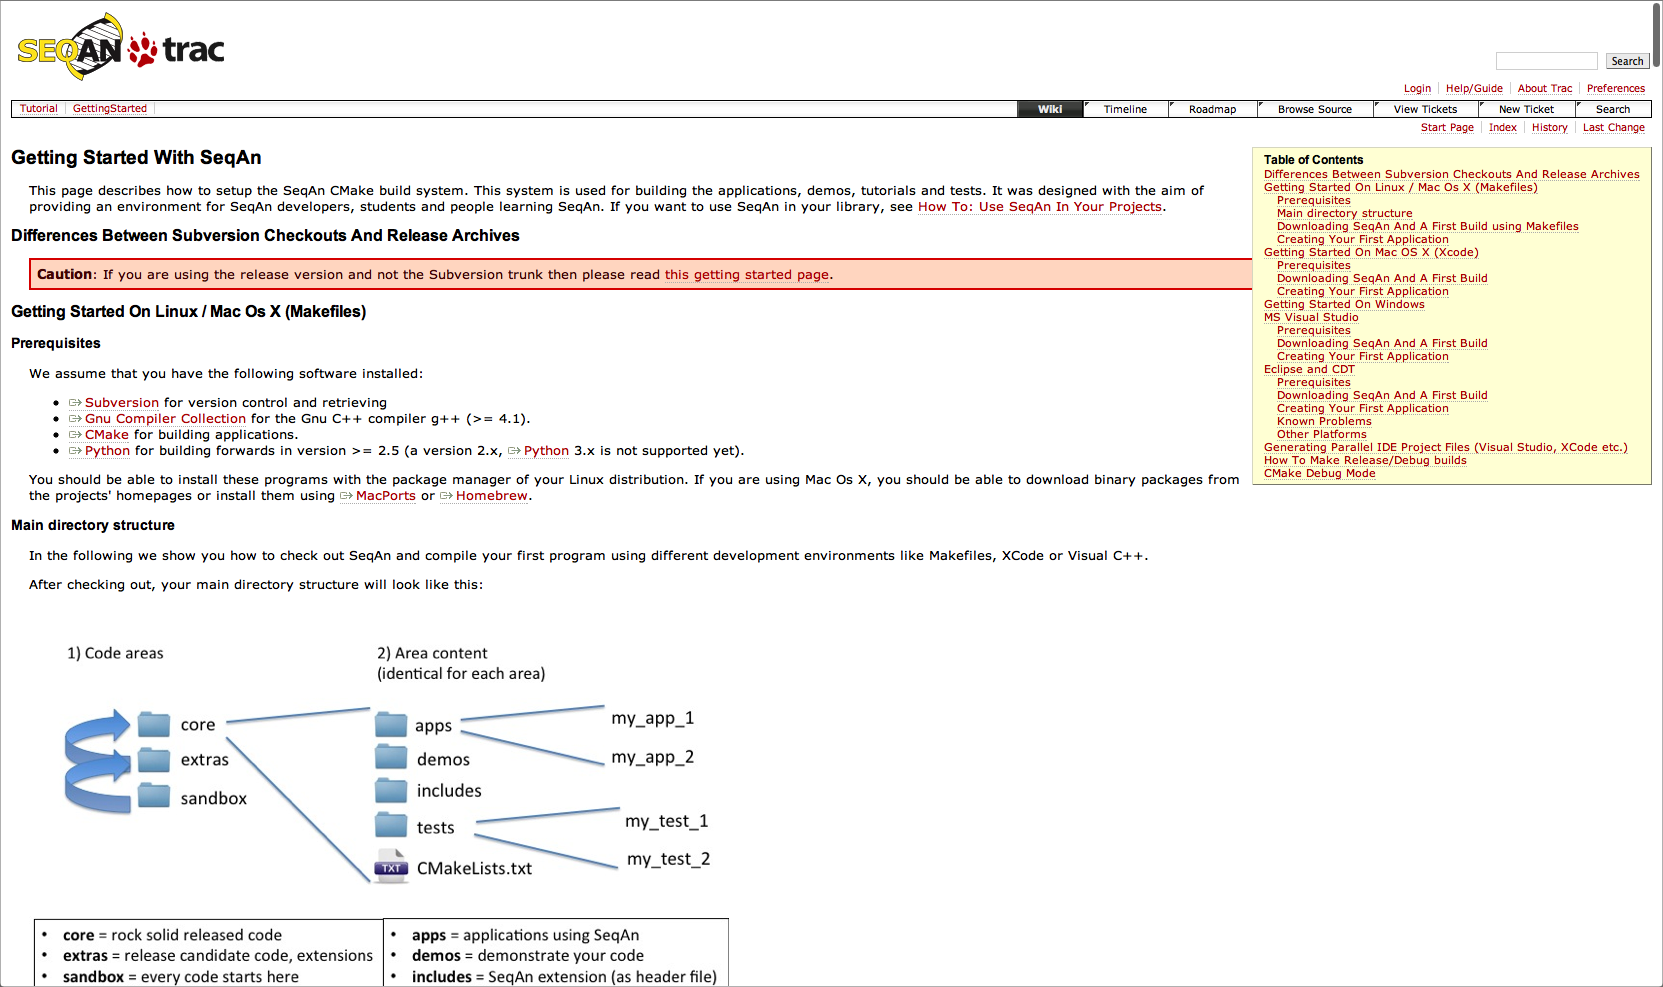 SEQAN trac
Search
Login Help/Guide About Trac Preferences
Tutorial GettingStarted
Wiki Timeline Roadmap Browse Source View Tickets New Ticket Search
Start Page Index History Last Change
Getting Started With SeqAn
This page describes how to setup the SeqAn CMake build system. This system is used for building the applications, demos, tutorials and tests. It was designed with the aim of
providing an environment for SeqAn developers, students and people learning SeqAn. If you want to use SeqAn in your library, see How To: Use SeqAn In Your Projects.
Differences Between Subversion Checkouts And Release Archives
Caution: If you are using the release version and not the Subversion trunk then please read this getting started page.
Getting Started On Linux / Mac Os X (Makefiles)
Prerequisites
We assume that you have the following software installed:
• Subversion for version control and retrieving
• Gnu Compiler Collection for the Gnu C++ compiler g++ (>= 4.1).
• CMake for building applications.
• Python for building forwards in version >= 2.5 (a version 2.x, Python 3.x is not supported yet).
You should be able to install these programs with the package manager of your Linux distribution. If you are using Mac Os X, you should be able to download binary packages from
the projects' homepages or install them using MacPorts or Homebrew.
Main directory structure
In the following we show you how to check out SeqAn and compile your first program using different development environments like Makefiles, XCode or Visual C++.
After checking out, your main directory structure will look like this:
Table of Contents
Differences Between Subversion Checkouts And Release Archives
Getting Started On Linux / Mac Os X (Makefiles)
Prerequisites
Main directory structure
Downloading SeqAn And A First Build using Makefiles
Creating Your First Application
Getting Started On Mac OS X (Xcode)
Prerequisites
Downloading SeqAn And A First Build
Creating Your First Application
Getting Started On Windows
MS Visual Studio
Prerequisites
Downloading SeqAn And A First Build
Creating Your First Application
Eclipse and CDT
Prerequisites
Downloading SeqAn And A First Build
Creating Your First Application
Known Problems
Other Platforms
Generating Parallel IDE Project Files (Visual Studio, XCode etc.)
How To Make Release/Debug builds
CMake Debug Mode
1) Code areas
core
extras
sandbox
2) Area content
(identical for each area)
apps
demos
includes
tests
TXT CMakeLists.txt
my_app_1
my_app_2
my_test_1
my_test_2
• core = rock solid released code
• extras = release candidate code, extensions
• sandbox = every code starts here
• apps = applications using SeqAn
• demos = demonstrate your code
• includes = SeqAn extension (as header file)